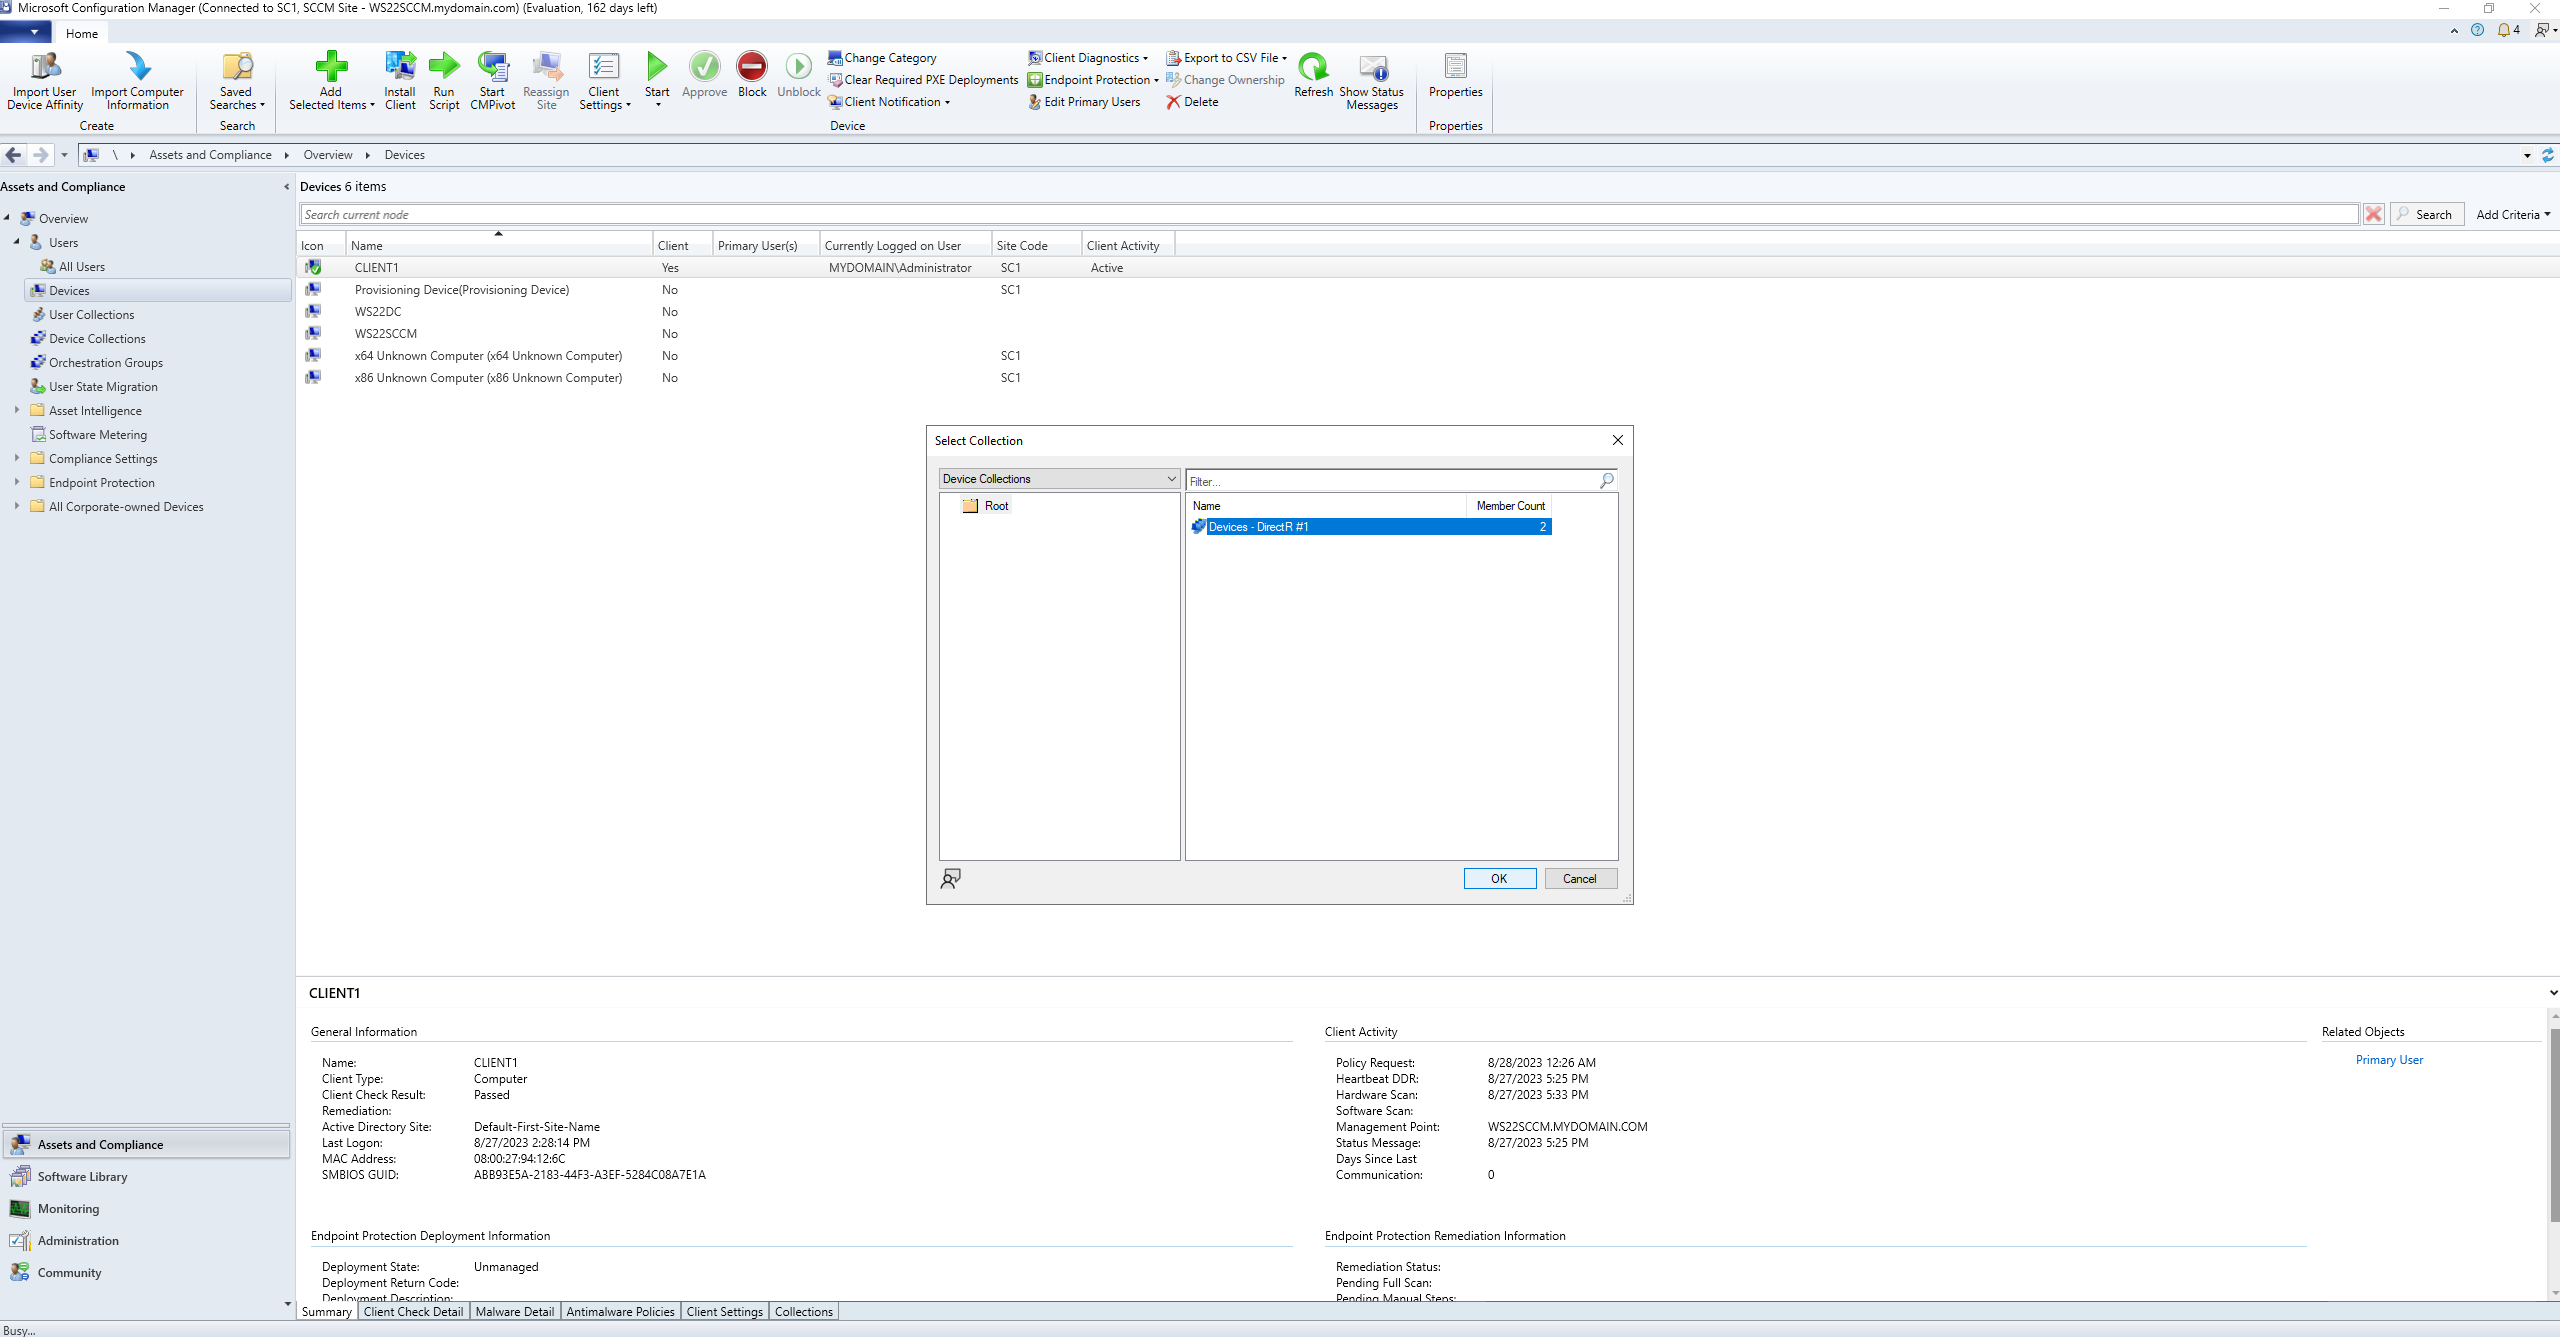 Microsoft Configuration Manager (Connected to SC1, SCCM Site - WS22SCCM.mydomain.com) (Evaluation, 162 days left)
Home
4
Import User Device Affinity
Import Computer Information
Create
Saved Searches
Search
Add Selected Items
Install Client
Run Script
Start CMPivot
Reassign Site
Client Settings
Start
Approve
Block
Unblock
Change Category
Clear Required PXE Deployments
Client Notification
Client Diagnostics
Endpoint Protection
Edit Primary Users
Export to CSV File
Change Ownership
Delete
Refresh
Show Status Messages
Device
Properties
Properties
\ Assets and Compliance Overview Devices
Assets and Compliance
Overview
Users
All Users
Devices
User Collections
Device Collections
Orchestration Groups
User State Migration
Asset Intelligence
Software Metering
Compliance Settings
Endpoint Protection
All Corporate-owned Devices
Assets and Compliance
Software Library
Monitoring
Administration
Community
Busy...
Devices 6 items
Search current node
Search
Add Criteria
Icon Name Client Primary User(s) Currently Logged on User Site Code Client Activity
CLIENT1 Yes MYDOMAIN\Administrator SC1 Active
Provisioning Device(Provisioning Device) No SC1
WS22DC No
WS22SCCM No
x64 Unknown Computer (x64 Unknown Computer) No SC1
x86 Unknown Computer (x86 Unknown Computer) No SC1
Select Collection
Device Collections
Filter...
Root
Name Member Count
Devices - DirectR #1 2
OK
Cancel
CLIENT1
General Information
Name: CLIENT1
Client Type: Computer
Client Check Result: Passed
Remediation:
Active Directory Site: Default-First-Site-Name
Last Logon: 8/27/2023 2:28:14 PM
MAC Address: 08:00:27:94:12:6C
SMBIOS GUID: ABB93E5A-2183-44F3-A3EF-5284C08A7E1A
Client Activity
Policy Request: 8/28/2023 12:26 AM
Heartbeat DDR: 8/27/2023 5:25 PM
Hardware Scan: 8/27/2023 5:33 PM
Software Scan:
Management Point: WS22SCCM.MYDOMAIN.COM
Status Message: 8/27/2023 5:25 PM
Days Since Last
Communication: 0
Related Objects
Primary User
Endpoint Protection Deployment Information
Deployment State: Unmanaged
Deployment Return Code:
Deployment Description:
Endpoint Protection Remediation Information
Remediation Status:
Pending Full Scan:
Pending Manual Steps:
Summary
Client Check Detail
Malware Detail
Antimalware Policies
Client Settings
Collections